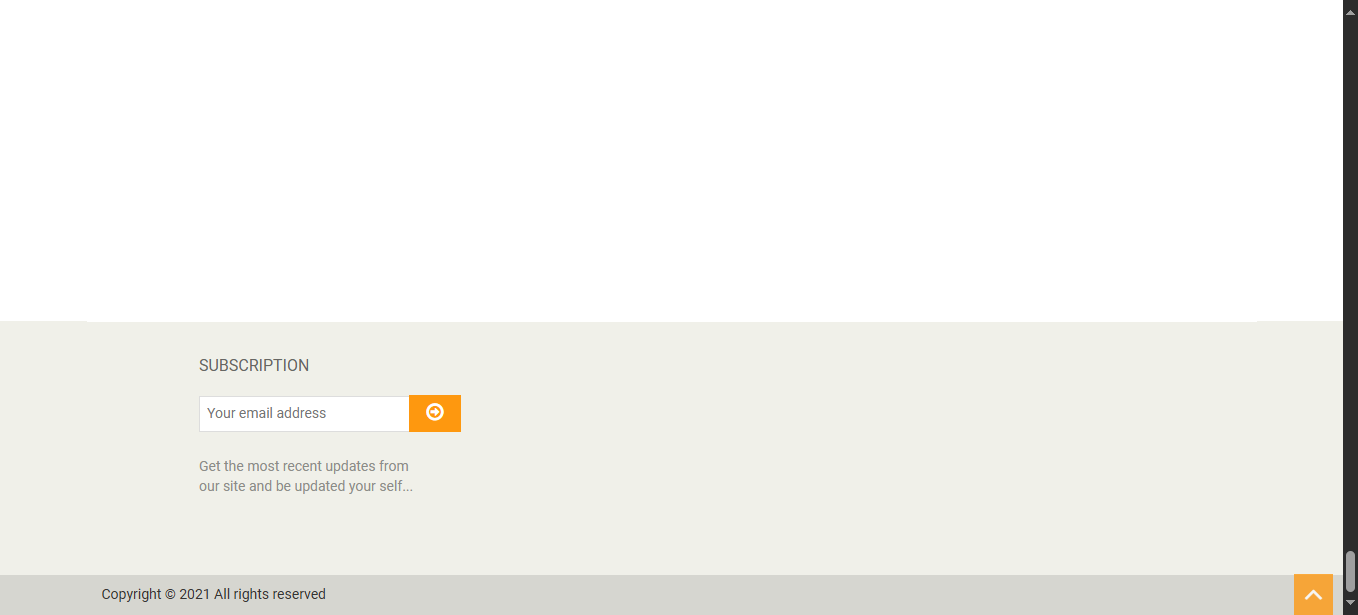 SUBSCRIPTION
Your email address
Get the most recent updates from
our site and be updated your self...
Copyright © 2021 All rights reserved